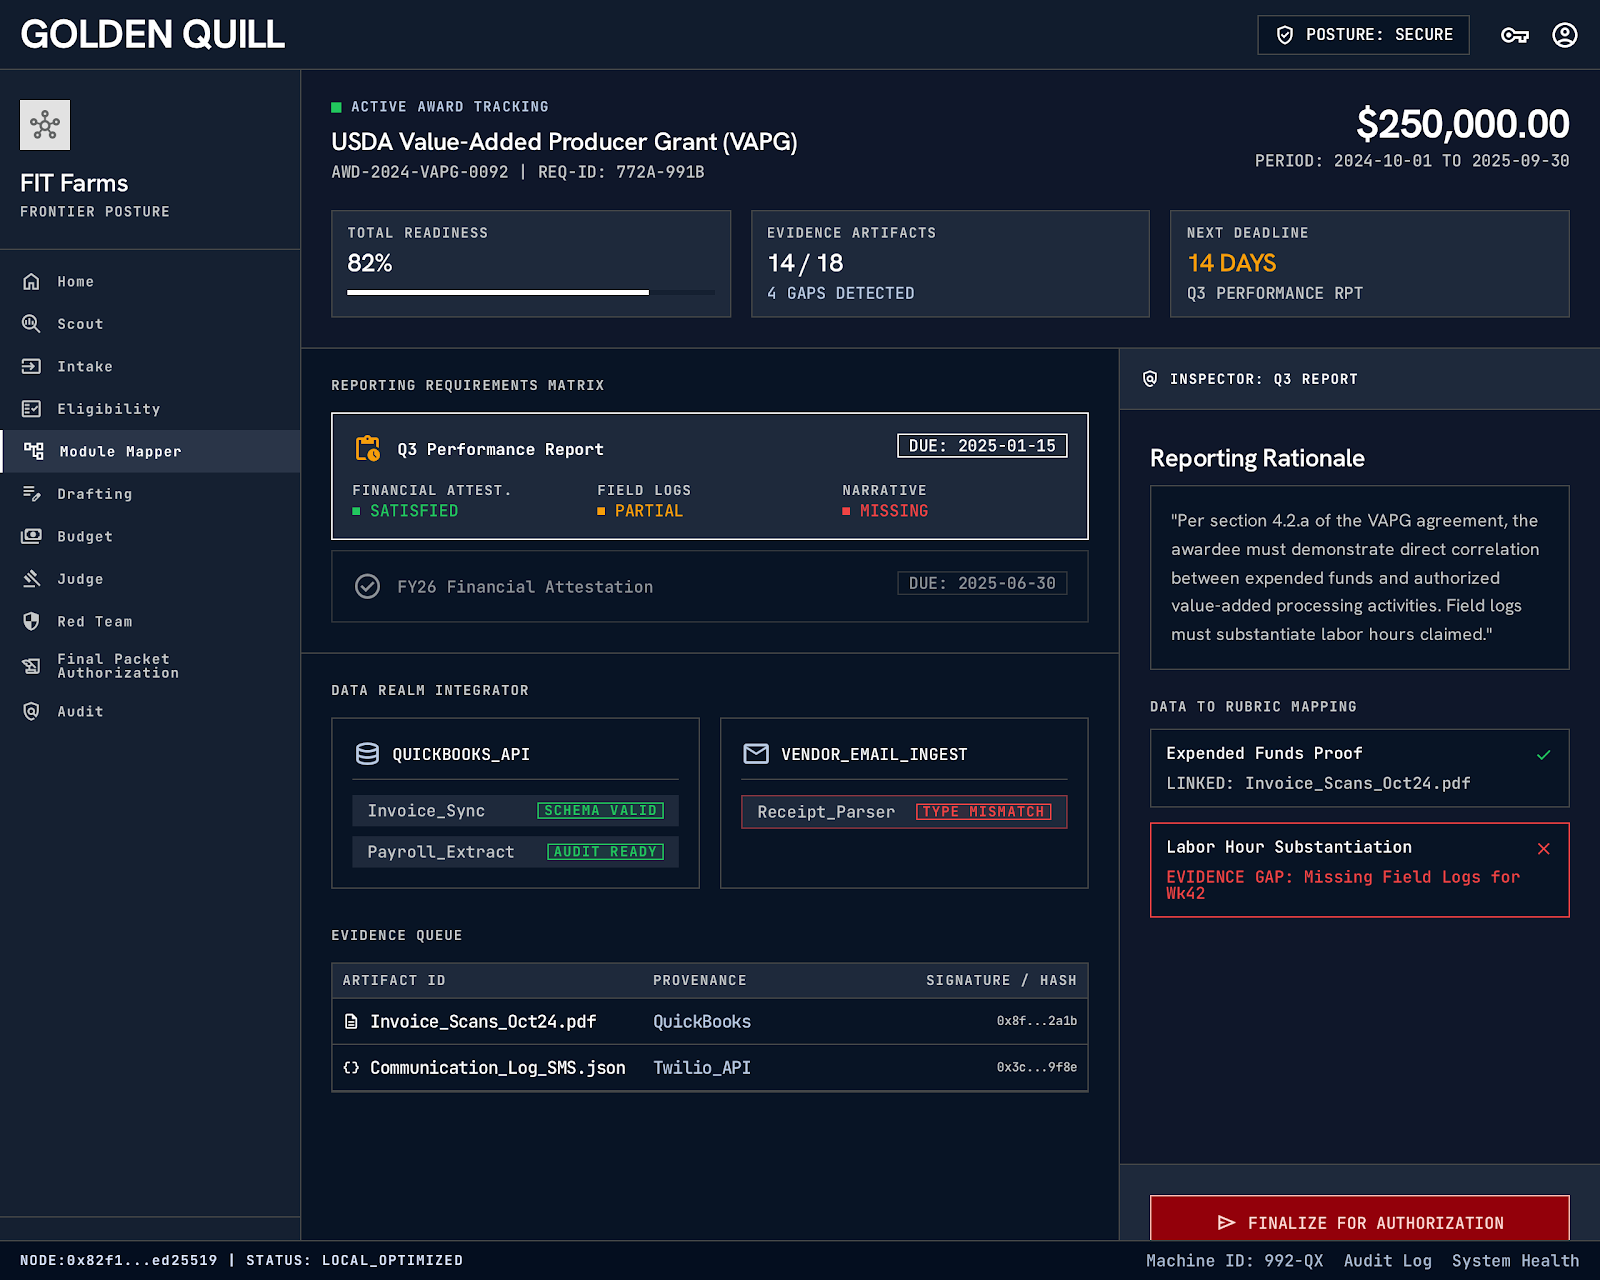 GOLDEN QUILL
POSTURE: SECURE
FIT Farms
FRONTIER POSTURE
Home
Scout
Intake
Eligibility
Module Mapper
Drafting
Budget
Judge
Red Team
Final Packet
Authorization
Audit
ACTIVE AWARD TRACKING
USDA Value-Added Producer Grant (VAPG)
AWD-2024-VAPG-0092 | REQ-ID: 772A-991B
$250,000.00
PERIOD: 2024-10-01 TO 2025-09-30
TOTAL READINESS
82%
EVIDENCE ARTIFACTS
14 / 18
4 GAPS DETECTED
NEXT DEADLINE
14 DAYS
Q3 PERFORMANCE RPT
REPORTING REQUIREMENTS MATRIX
Q3 Performance Report
DUE: 2025-01-15
FINANCIAL ATTEST.
SATISFIED
FIELD LOGS
PARTIAL
NARRATIVE
MISSING
FY26 Financial Attestation
DUE: 2025-06-30
DATA REALM INTEGRATOR
QUICKBOOKS_API
Invoice_Sync SCHEMA VALID
Payroll_Extract AUDIT READY
VENDOR_EMAIL_INGEST
Receipt_Parser TYPE MISMATCH
EVIDENCE QUEUE
ARTIFACT ID PROVENANCE SIGNATURE / HASH
Invoice_Scans_Oct24.pdf QuickBooks 0x8f...2a1b
Communication_Log_SMS.json Twilio_API 0x3c...9f8e
INSPECTOR: Q3 REPORT
Reporting Rationale
"Per section 4.2.a of the VAPG agreement, the
awardee must demonstrate direct correlation
between expended funds and authorized
value-added processing activities. Field logs
must substantiate labor hours claimed."
DATA TO RUBRIC MAPPING
Expended Funds Proof
LINKED: Invoice_Scans_Oct24.pdf
Labor Hour Substantiation
EVIDENCE GAP: Missing Field Logs for
Wk42
FINALIZE FOR AUTHORIZATION
NODE:0x82f1...ed25519 | STATUS: LOCAL_OPTIMIZED
Machine ID: 992-QX Audit Log System Health